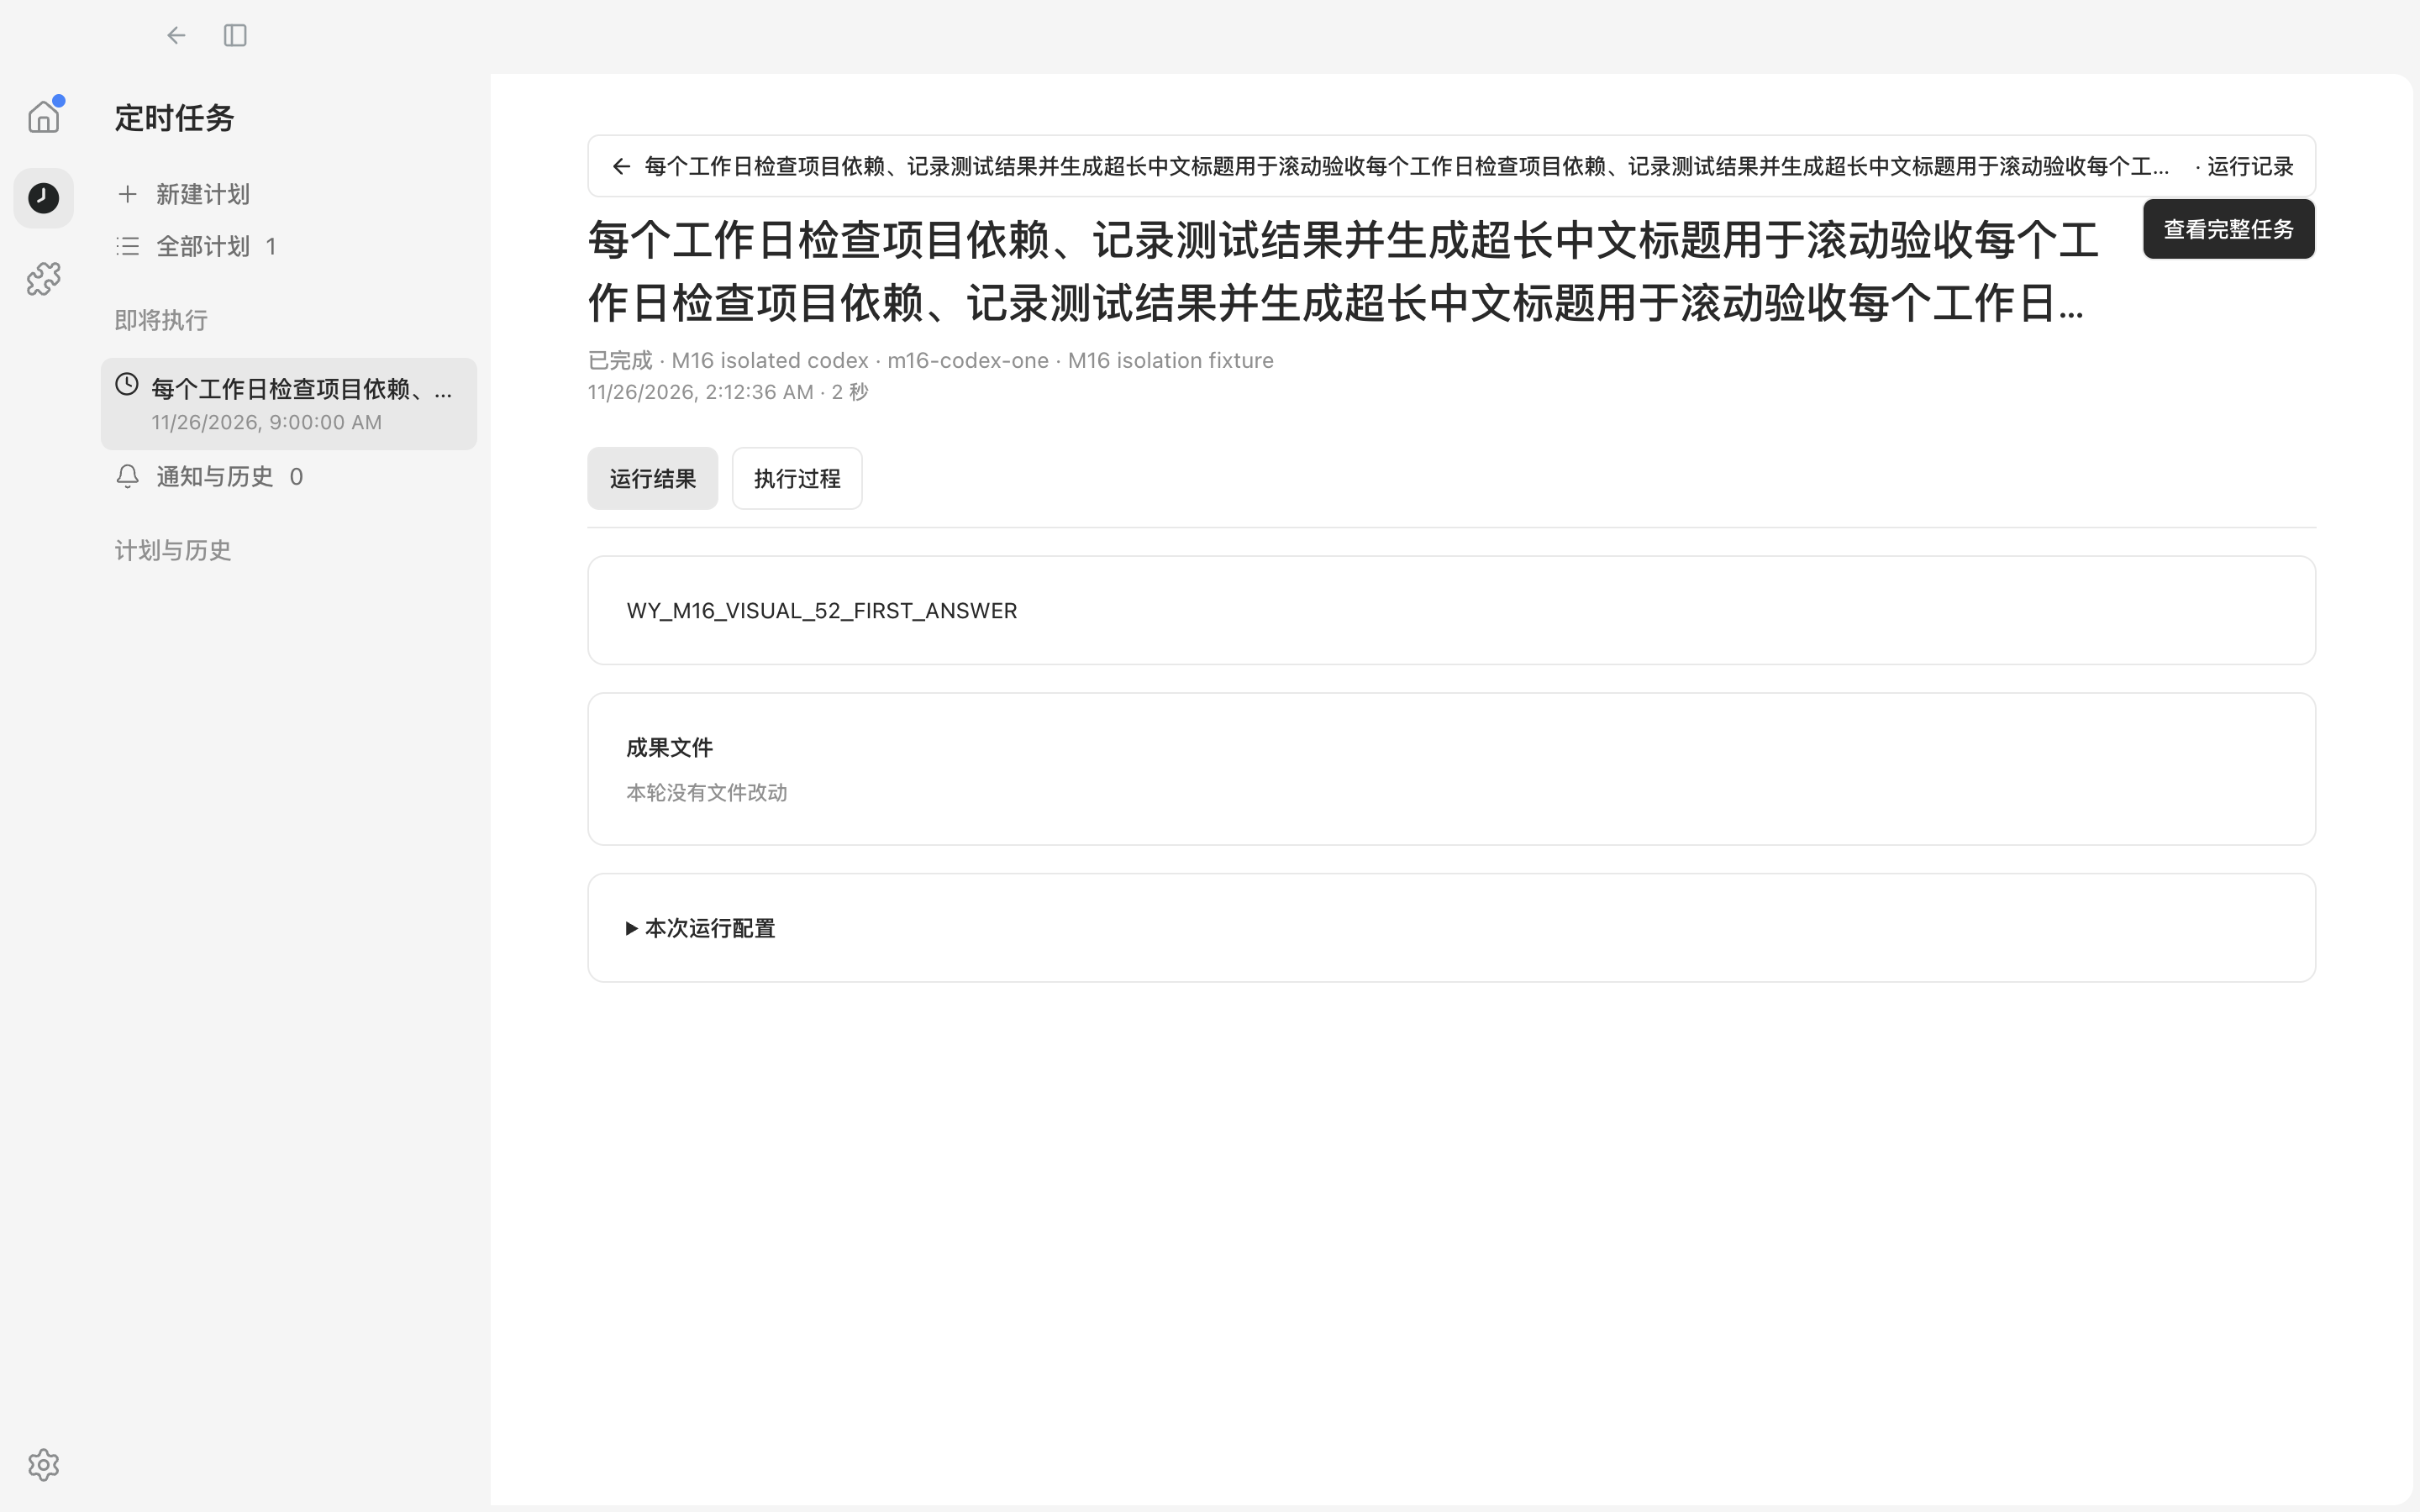 定时任务
新建计划
全部计划 1
即将执行
每个工作日检查项目依赖、...
11/26/2026, 9:00:00 AM
通知与历史 0
计划与历史
每个工作日检查项目依赖、记录测试结果并生成超长中文标题用于滚动验收每个工作日检查项目依赖、记录测试结果并生成超长中文标题用于滚动验收每个工... · 运行记录
每个工作日检查项目依赖、记录测试结果并生成超长中文标题用于滚动验收每个工
作日检查项目依赖、记录测试结果并生成超长中文标题用于滚动验收每个工作日...
查看完整任务
已完成 · M16 isolated codex · m16-codex-one · M16 isolation fixture
11/26/2026, 2:12:36 AM · 2 秒
运行结果
执行过程
WY_M16_VISUAL_52_FIRST_ANSWER
成果文件
本轮没有文件改动
本次运行配置